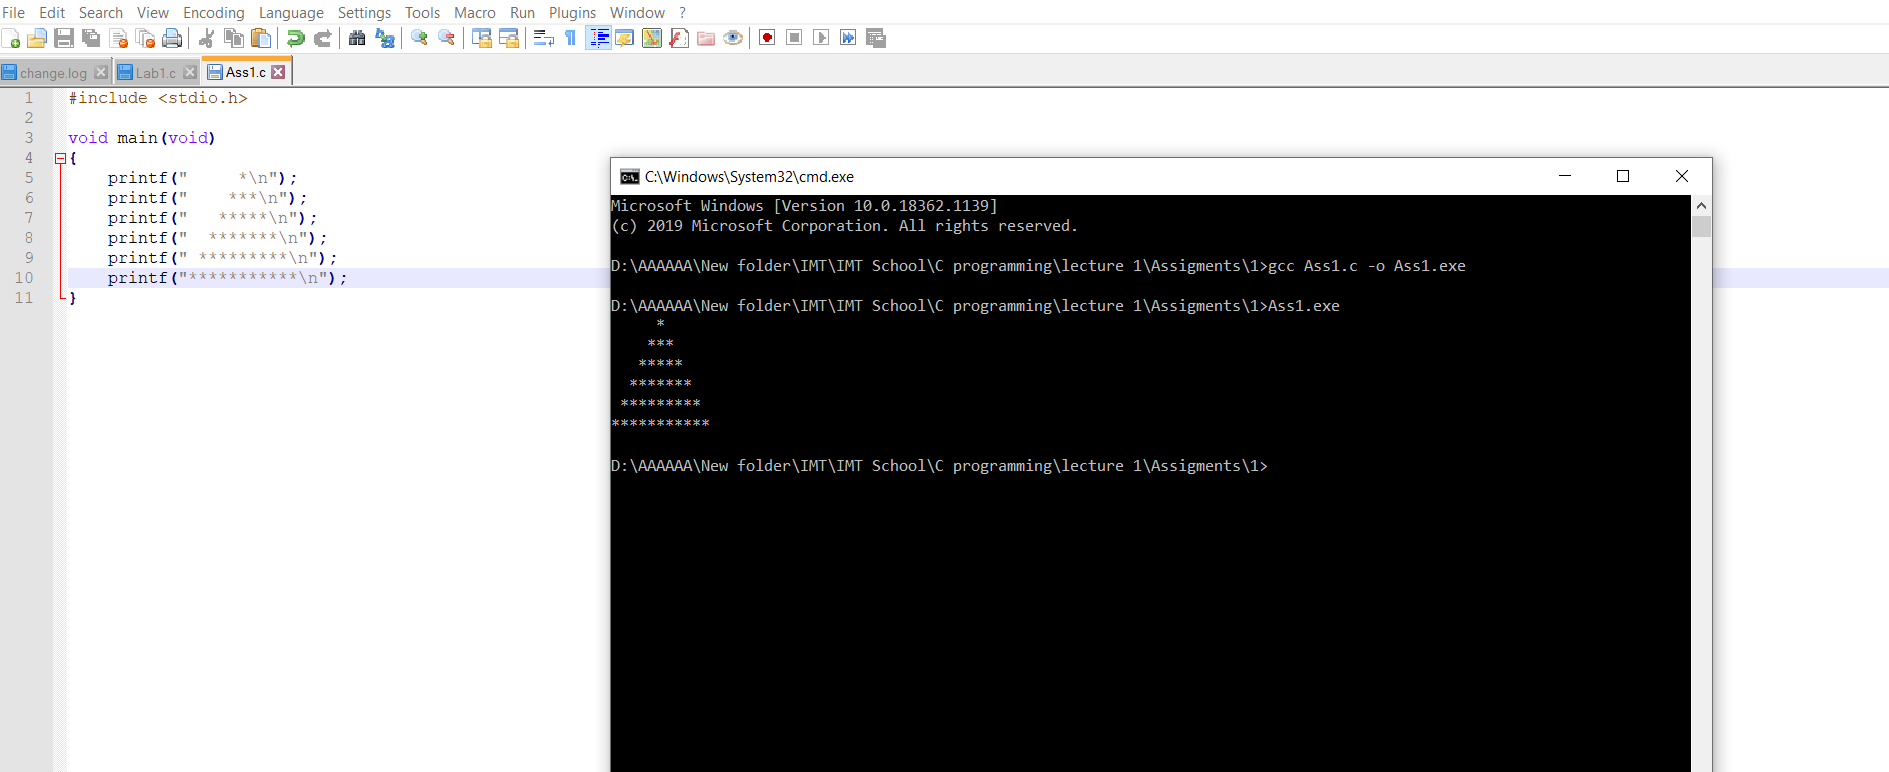 File Edit Search View Encoding Language Settings Tools Macro Run Plugins Window ?
change.log Lab1.c Ass1.c
1 #include <stdio.h>
2
3 void main(void)
4 {
5     printf("     *\n");
6     printf("    ***\n");
7     printf("   *****\n");
8     printf("  *******\n");
9     printf(" *********\n");
10     printf("***********\n");
11 }
C:\Windows\System32\cmd.exe
Microsoft Windows [Version 10.0.18362.1139]
(c) 2019 Microsoft Corporation. All rights reserved.
D:\AAAAAA\New folder\IMT\IMT School\C programming\lecture 1\Assigments\1>gcc Ass1.c -o Ass1.exe
D:\AAAAAA\New folder\IMT\IMT School\C programming\lecture 1\Assigments\1>Ass1.exe
     *
    ***
   *****
  *******
 *********
***********
D:\AAAAAA\New folder\IMT\IMT School\C programming\lecture 1\Assigments\1>